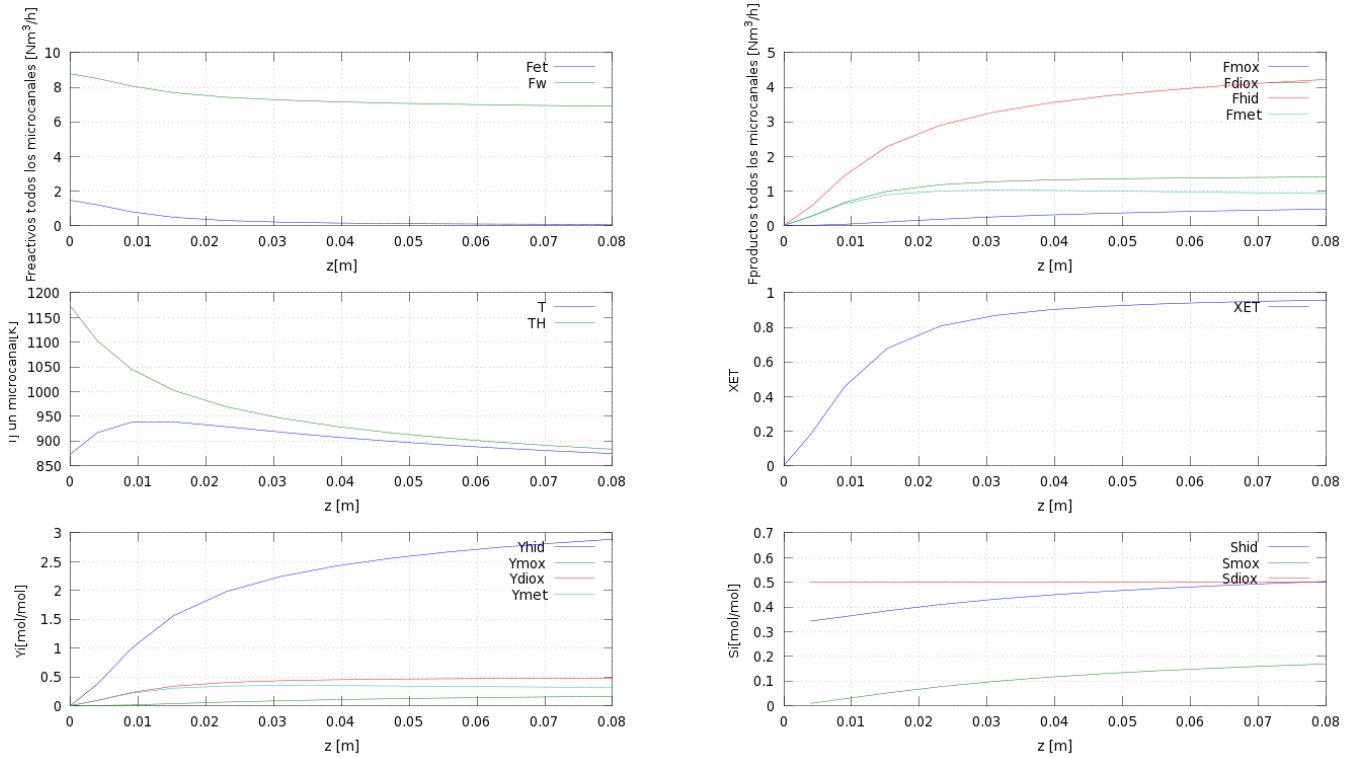 Freactivos todos los microcanales [Nm³/h]
10
8
6
4
2
0
Fet
Fw
0 0.01 0.02 0.03 0.04 0.05 0.06 0.07 0.08
z[m]
Fproductos todos los microcanales [Nm³/h]
5
4
3
2
1
0
Fmox
Fdiox
Fhid
Fmet
0 0.01 0.02 0.03 0.04 0.05 0.06 0.07 0.08
z [m]
un microcanal[K]
1200
1150
1100
1050
1000
950
900
850
T
TH
0 0.01 0.02 0.03 0.04 0.05 0.06 0.07 0.08
z [m]
XET
1
0.8
0.6
0.4
0.2
0
XET
0 0.01 0.02 0.03 0.04 0.05 0.06 0.07 0.08
z [m]
Yi[mol/mol]
3
2.5
2
1.5
1
0.5
0
Yhid
Ymox
Ydiox
Ymet
0 0.01 0.02 0.03 0.04 0.05 0.06 0.07 0.08
z [m]
Si[mol/mol]
0.7
0.6
0.5
0.4
0.3
0.2
0.1
0
Shid
Smox
Sdiox
0 0.01 0.02 0.03 0.04 0.05 0.06 0.07 0.08
z [m]